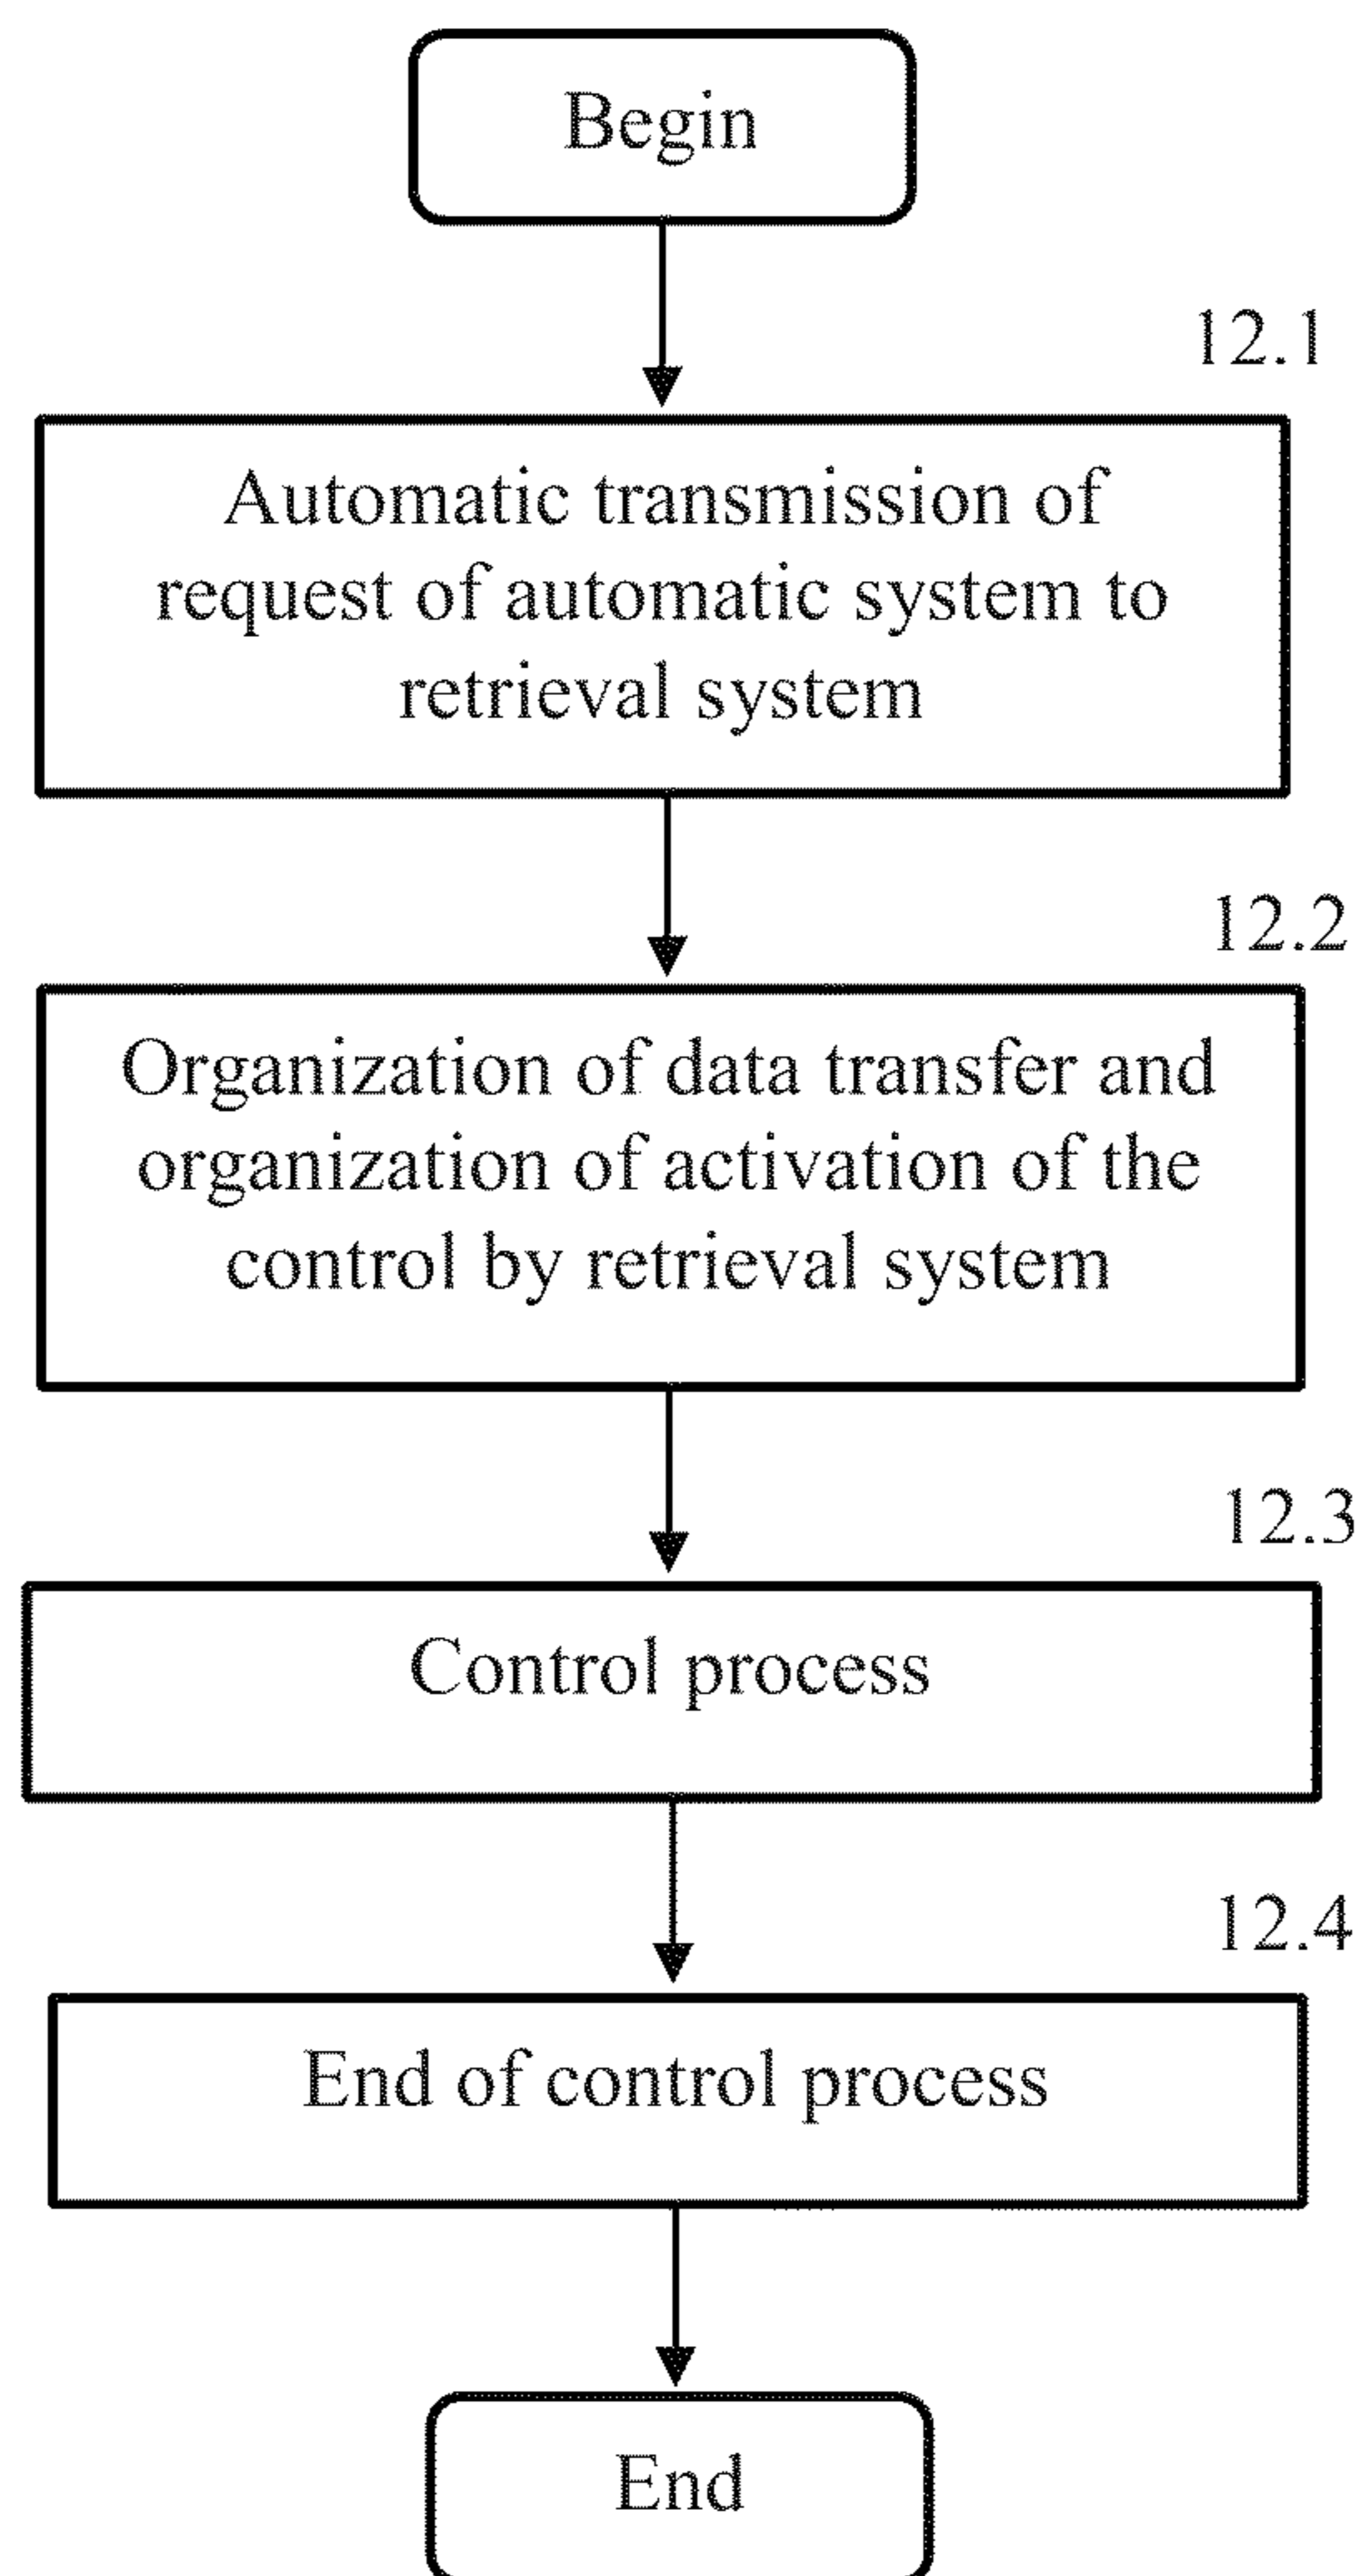 Begin
12.1
Automatic transmission of
request of automatic system to
retrieval system
12.2
Organization of data transfer and
organization of activation of the
control by retrieval system
12.3
Control process
12.4
End of control process
End